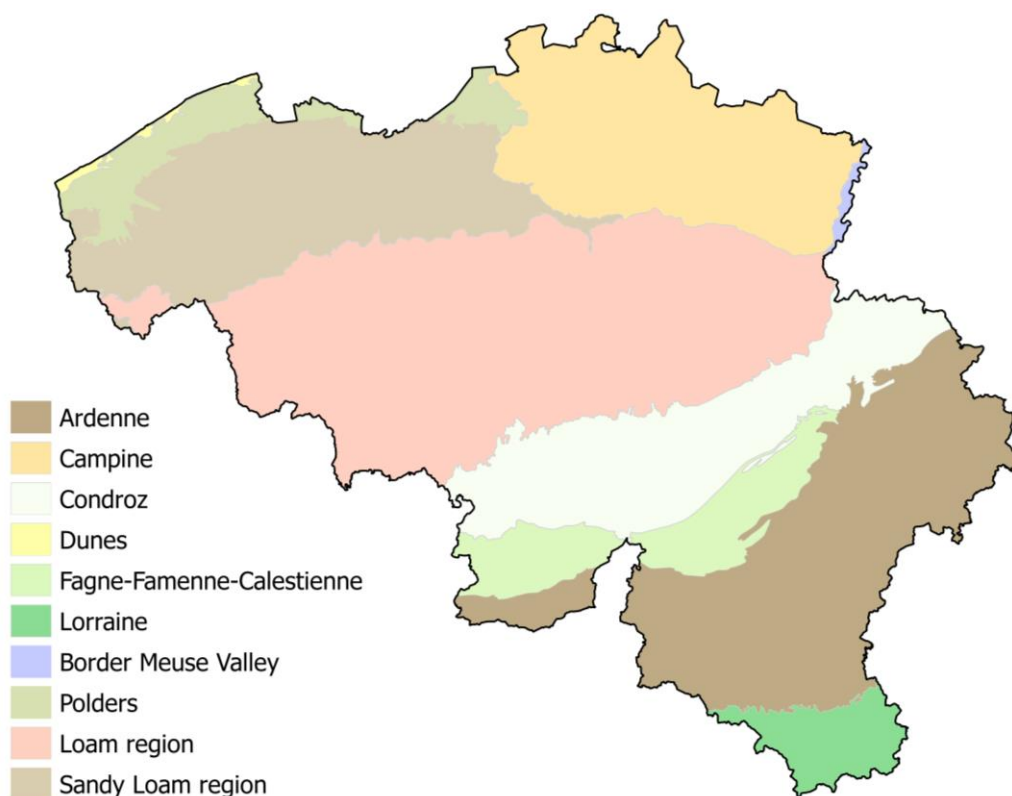 Ardenne
Campine
Condroz
Dunes
Fagne-Famenne-Calestienne
Lorraine
Border Meuse Valley
Polders
Loam region
Sandy Loam region